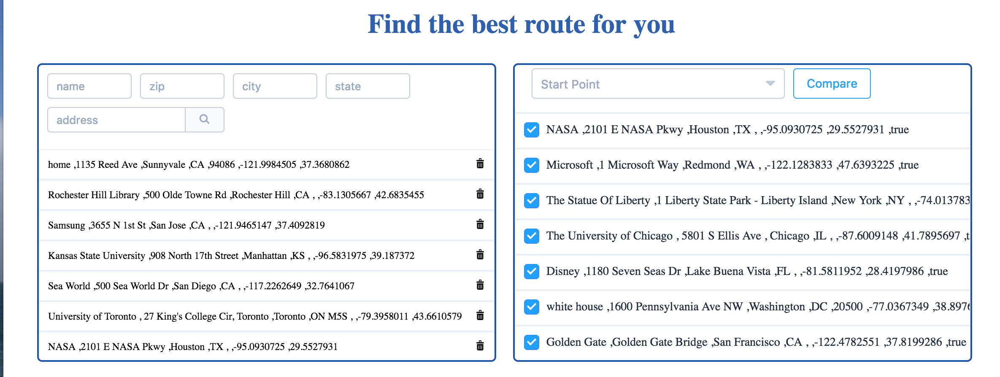 Find the best route for you
name
zip
city
state
address
home ,1135 Reed Ave ,Sunnyvale ,CA ,94086 ,-121.9984505 ,37.3680862
Rochester Hill Library ,500 Olde Towne Rd ,Rochester Hill ,CA , ,-83.1305667 ,42.6835455
Samsung ,3655 N 1st St ,San Jose ,CA , ,-121.9465147 ,37.4092819
Kansas State University ,908 North 17th Street ,Manhattan ,KS , ,-96.5831975 ,39.187372
Sea World ,500 Sea World Dr ,San Diego ,CA , ,-117.2262649 ,32.7641067
University of Toronto , 27 King's College Cir, Toronto ,Toronto ,ON M5S , ,-79.3958011 ,43.6610579
NASA ,2101 E NASA Pkwy ,Houston ,TX , ,-95.0930725 ,29.5527931
Start Point
Compare
NASA ,2101 E NASA Pkwy ,Houston ,TX , ,-95.0930725 ,29.5527931 ,true
Microsoft ,1 Microsoft Way ,Redmond ,WA , ,-122.1283833 ,47.6393225 ,true
The Statue Of Liberty ,1 Liberty State Park - Liberty Island ,New York ,NY , ,-74.013783
The University of Chicago , 5801 S Ellis Ave , Chicago ,IL , ,-87.6009148 ,41.7895697 ,t
Disney ,1180 Seven Seas Dr ,Lake Buena Vista ,FL , ,-81.5811952 ,28.4197986 ,true
white house ,1600 Pennsylvania Ave NW ,Washington ,DC ,20500 ,-77.0367349 ,38.897
Golden Gate ,Golden Gate Bridge ,San Francisco ,CA , ,-122.4782551 ,37.8199286 ,true